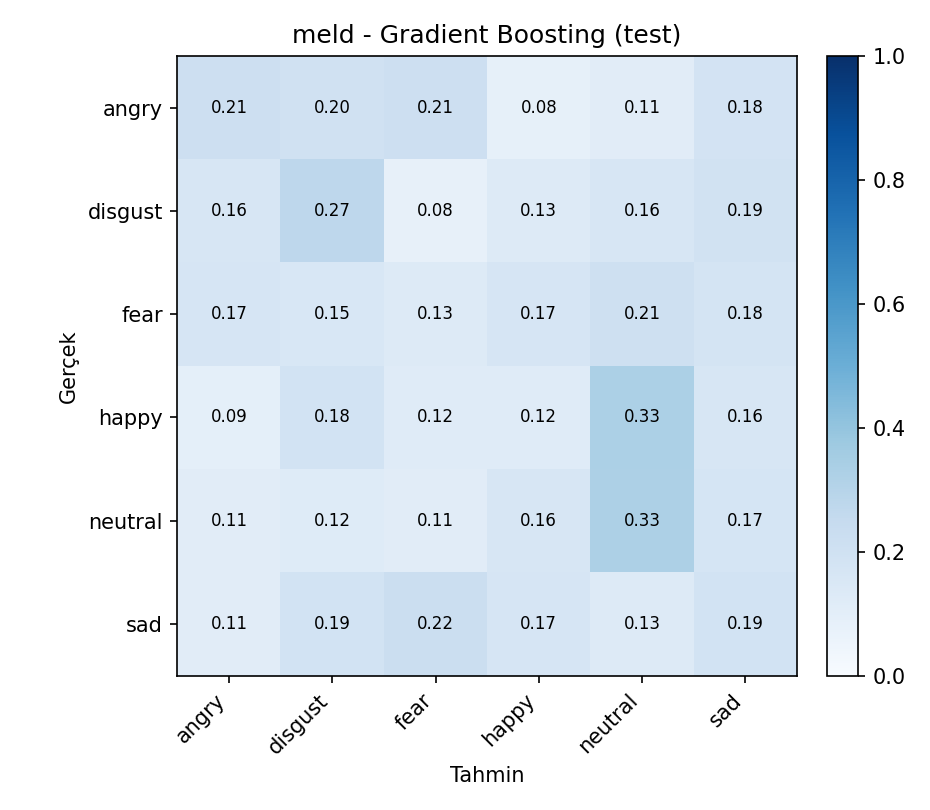 meld - Gradient Boosting (test)
1.0
angry 0.21 0.20 0.21 0.08 0.11 0.18
0.8
disgust 0.16 0.27 0.08 0.13 0.16 0.19
fear 0.17 0.15 0.13 0.17 0.21 0.18
0.6
Gerçek
happy 0.09 0.18 0.12 0.12 0.33 0.16
0.4
neutral 0.11 0.12 0.11 0.16 0.33 0.17
0.2
sad 0.11 0.19 0.22 0.17 0.13 0.19
0.0
angry disgust fear happy neutral sad
Tahmin